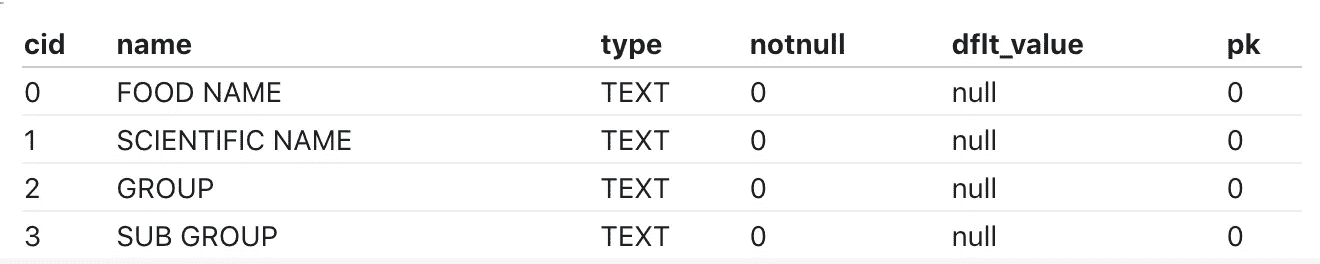 cid name type notnull dflt_value pk
0 FOOD NAME TEXT 0 null 0
1 SCIENTIFIC NAME TEXT 0 null 0
2 GROUP TEXT 0 null 0
3 SUB GROUP TEXT 0 null 0